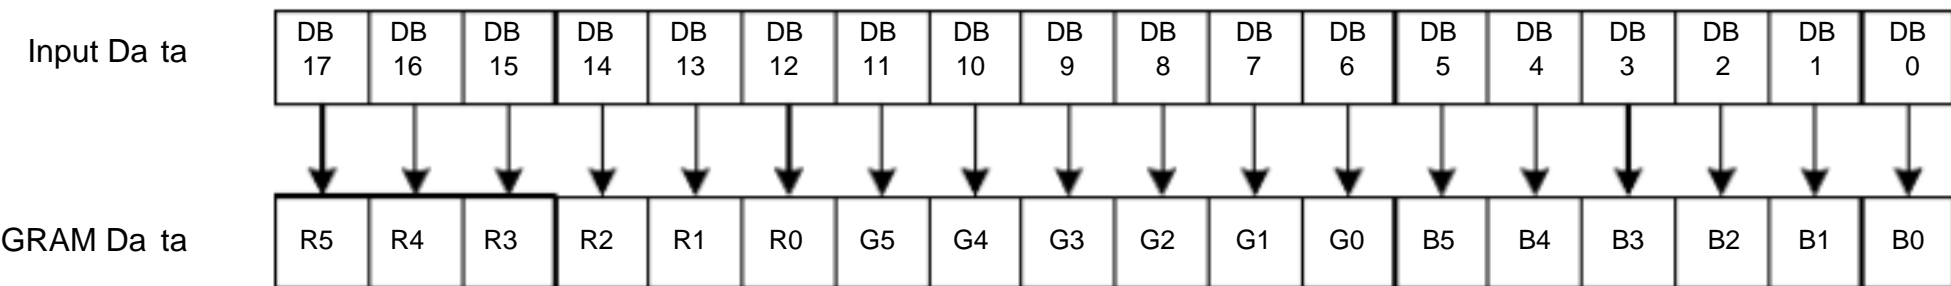 Input Da ta
DB DB DB DB DB DB DB DB DB DB DB DB DB DB DB DB DB DB
17 16 15 14 13 12 11 10 9 8 7 6 5 4 3 2 1 0
GRAM Da ta
R5 R4 R3 R2 R1 R0 G5 G4 G3 G2 G1 G0 B5 B4 B3 B2 B1 B0